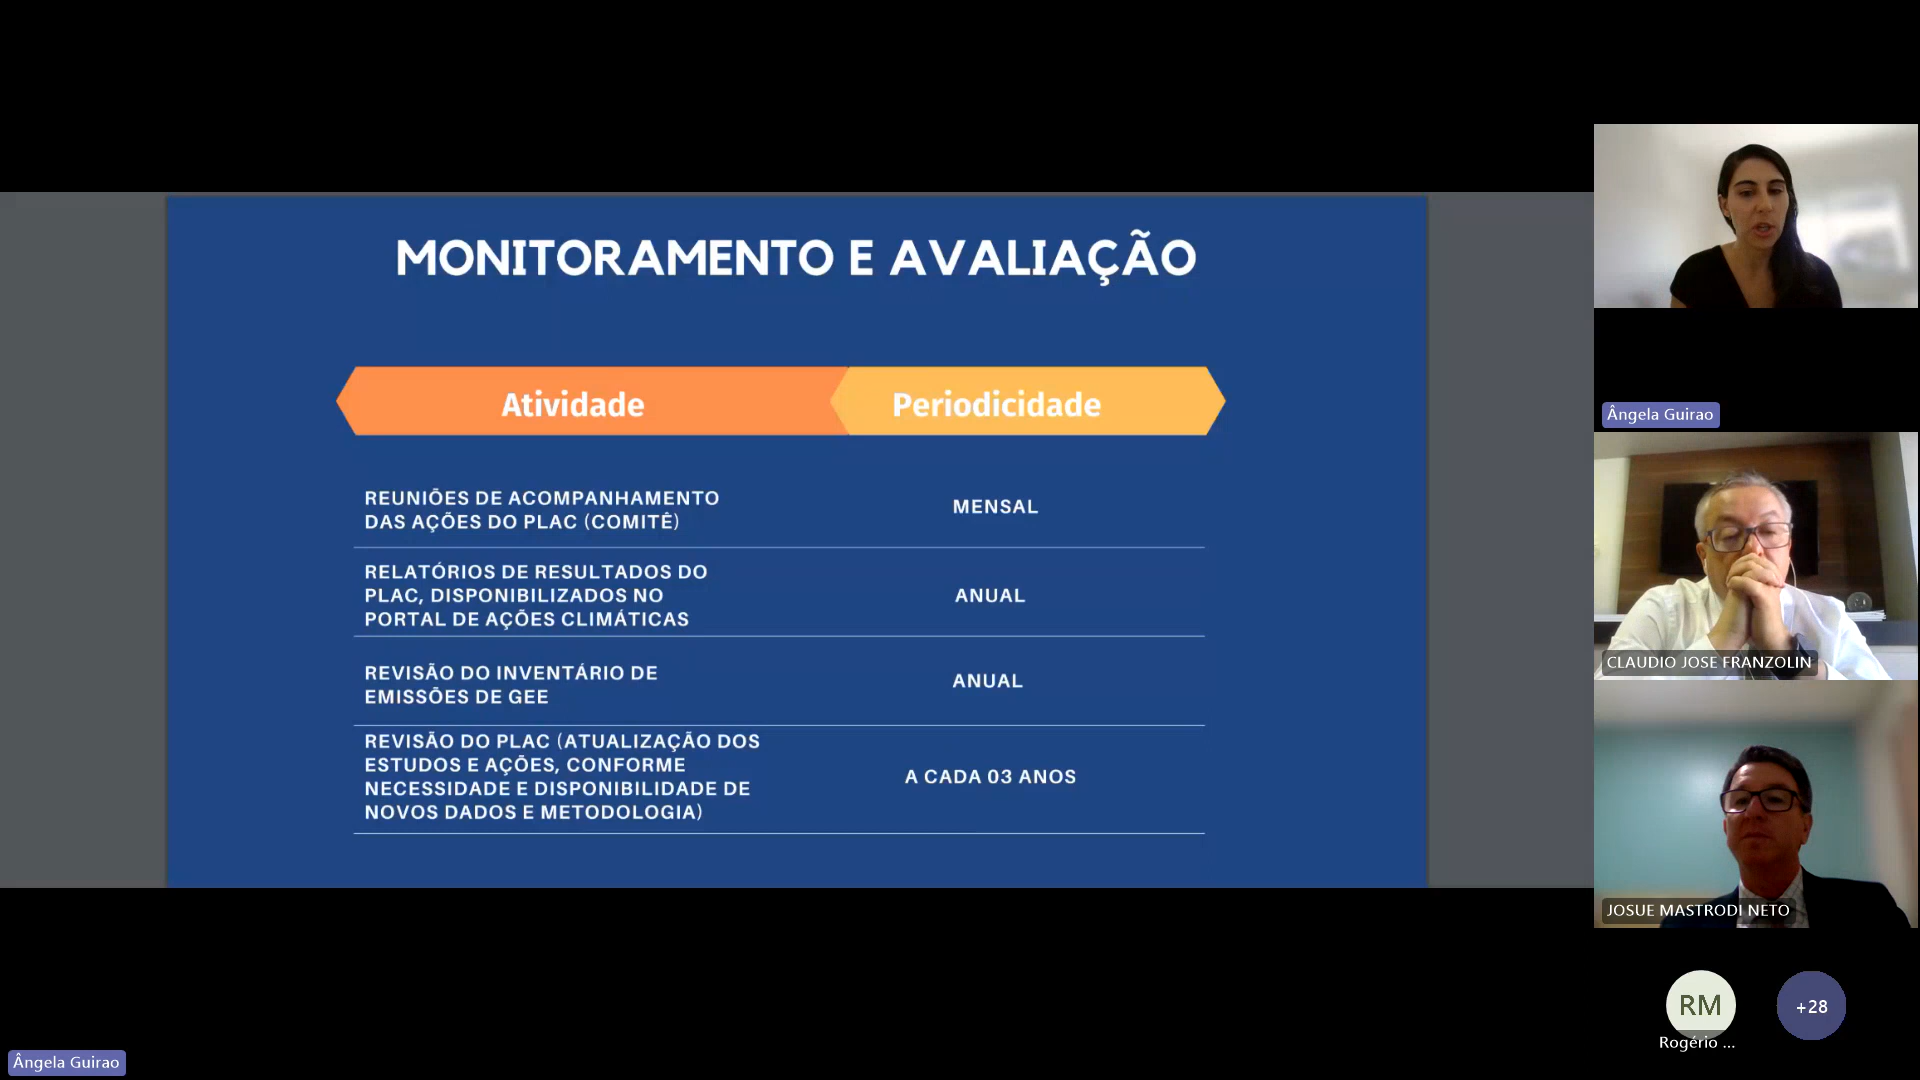 MONITORAMENTO E AVALIAÇÃO
Atividade
Periodicidade
REUNIÕES DE ACOMPANHAMENTO
DAS AÇÕES DO PLAC (COMITÊ)
MENSAL
RELATÓRIOS DE RESULTADOS DO
PLAC, DISPONIBILIZADOS NO
PORTAL DE AÇÕES CLIMÁTICAS
ANUAL
REVISÃO DO INVENTÁRIO DE
EMISSÕES DE GEE
ANUAL
REVISÃO DO PLAC (ATUALIZAÇÃO DOS
ESTUDOS E AÇÕES, CONFORME
NECESSIDADE E DISPONIBILIDADE DE
NOVOS DADOS E METODOLOGIA)
A CADA 03 ANOS
Ângela Guirao
CLAUDIO JOSE FRANZOLIN
JOSUE MASTRODI NETO
RM
+28
Rogério ...
Ângela Guirao